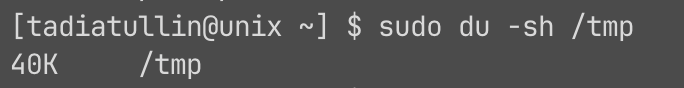 [tadiatullin@unix ~] $ sudo du -sh /tmp
40K     /tmp